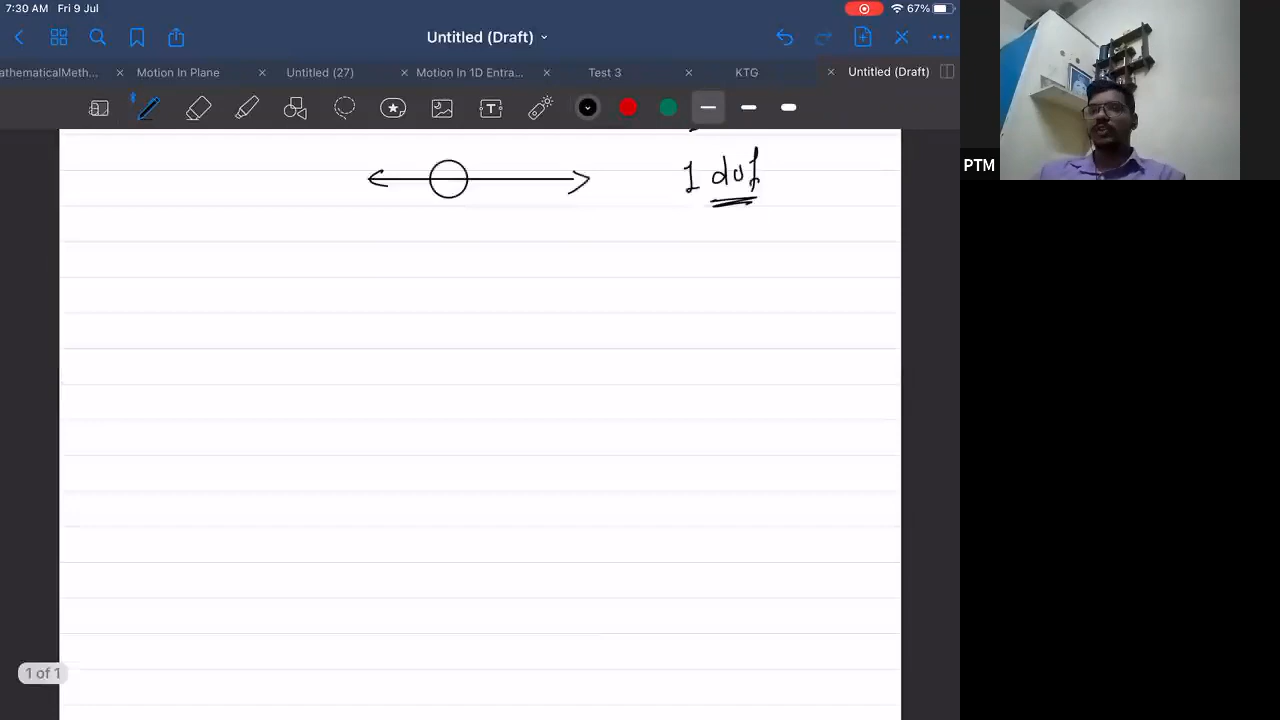 7:30 AM Fri 9 Jul
67%
Untitled (Draft)
athematicalMeth...
Motion In Plane
Untitled (27)
Motion In 1D Entra...
Test 3
KTG
Untitled (Draft)
T
PTM
1 dof
1 of 1